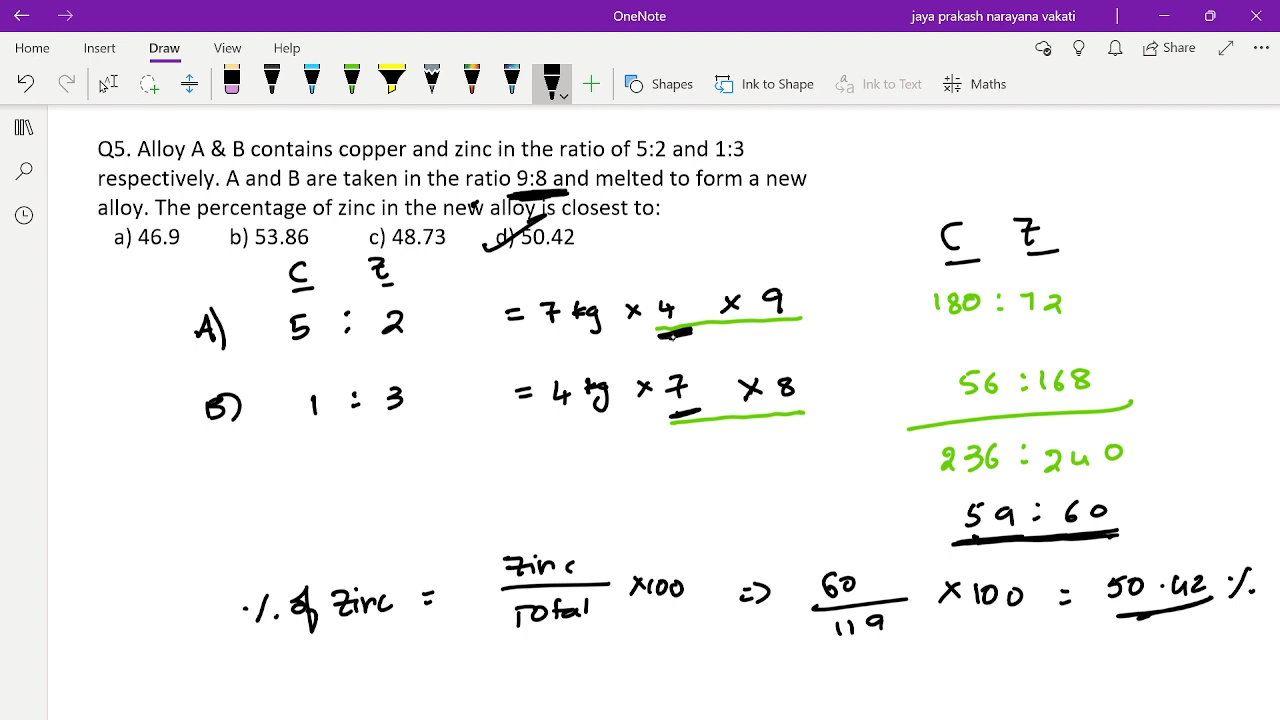 OneNote
jaya prakash narayana vakati
Home Insert Draw View Help
Share
Shapes Ink to Shape Ink to Text Maths
Q5. Alloy A & B contains copper and zinc in the ratio of 5:2 and 1:3
respectively. A and B are taken in the ratio 9:8 and melted to form a new
alloy. The percentage of zinc in the new alloy is closest to:
a) 46.9 b) 53.86 c) 48.73 d) 50.42
C Z
A) 5 : 2 = 7 kg × 4 × 9
B) 1 : 3 = 4 kg × 7 × 8
C Z
180 : 72
56 : 168
236 : 240
59 : 60
% of Zinc = Zinc / Total ×100 => 60 / 119 × 100 = 50.42 %